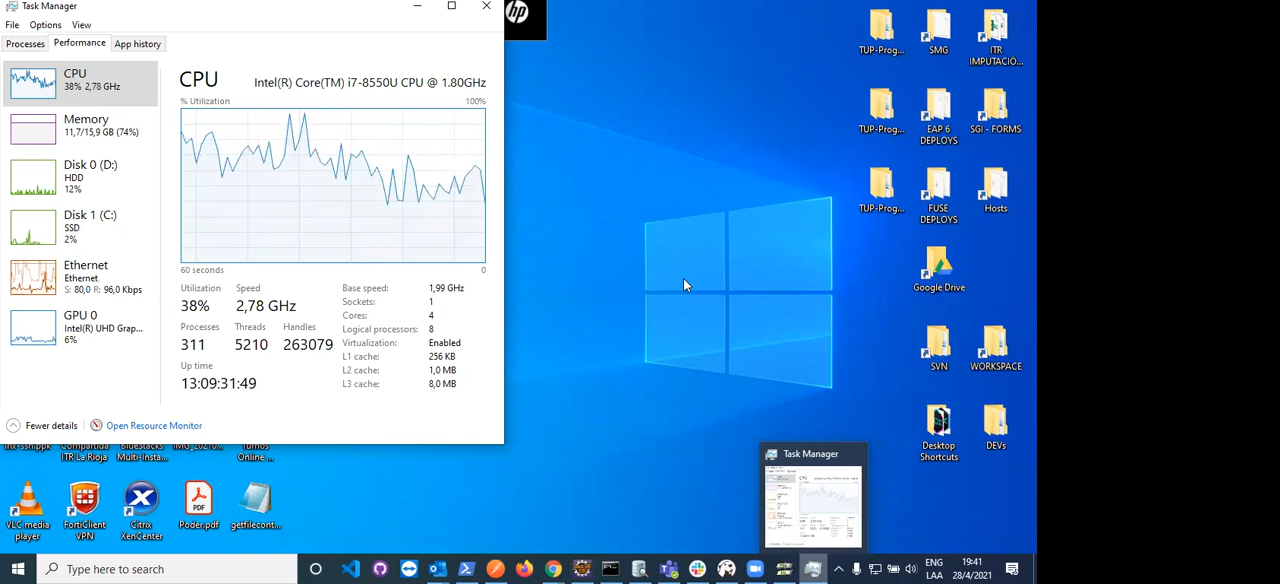 Task Manager
File Options View
Processes Performance App history
CPU
38% 2,78 GHz
Memory
11,7/15,9 GB (74%)
Disk 0 (D:)
HDD
12%
Disk 1 (C:)
SSD
2%
Ethernet
Ethernet
S: 80,0 R: 96,0 Kbps
GPU 0
Intel(R) UHD Grap...
6%
CPU
Intel(R) Core(TM) i7-8550U CPU @ 1.80GHz
% Utilization 100%
60 seconds 0
Utilization Speed
38% 2,78 GHz
Processes Threads Handles
311 5210 263079
Up time
13:09:31:49
Base speed: 1,99 GHz
Sockets: 1
Cores: 4
Logical processors: 8
Virtualization: Enabled
L1 cache: 256 KB
L2 cache: 1,0 MB
L3 cache: 8,0 MB
Fewer details Open Resource Monitor
hp
TUP-Prog...
SMG
ITR
IMPUTACIÓ...
TUP-Prog...
EAP 6
DEPLOYS
SGI - FORMS
TUP-Prog...
FUSE
DEPLOYS
Hosts
Google Drive
SVN
WORKSPACE
Desktop
Shortcuts
DEVs
ITR La Rioja
Multi-insta...
Online ...
VLC media
player
FortiClient
VPN
Citrix
XenCenter
PDF
Poder.pdf
getfilecont...
Task Manager
Type here to search
ENG
LAA
19:41
28/4/2021